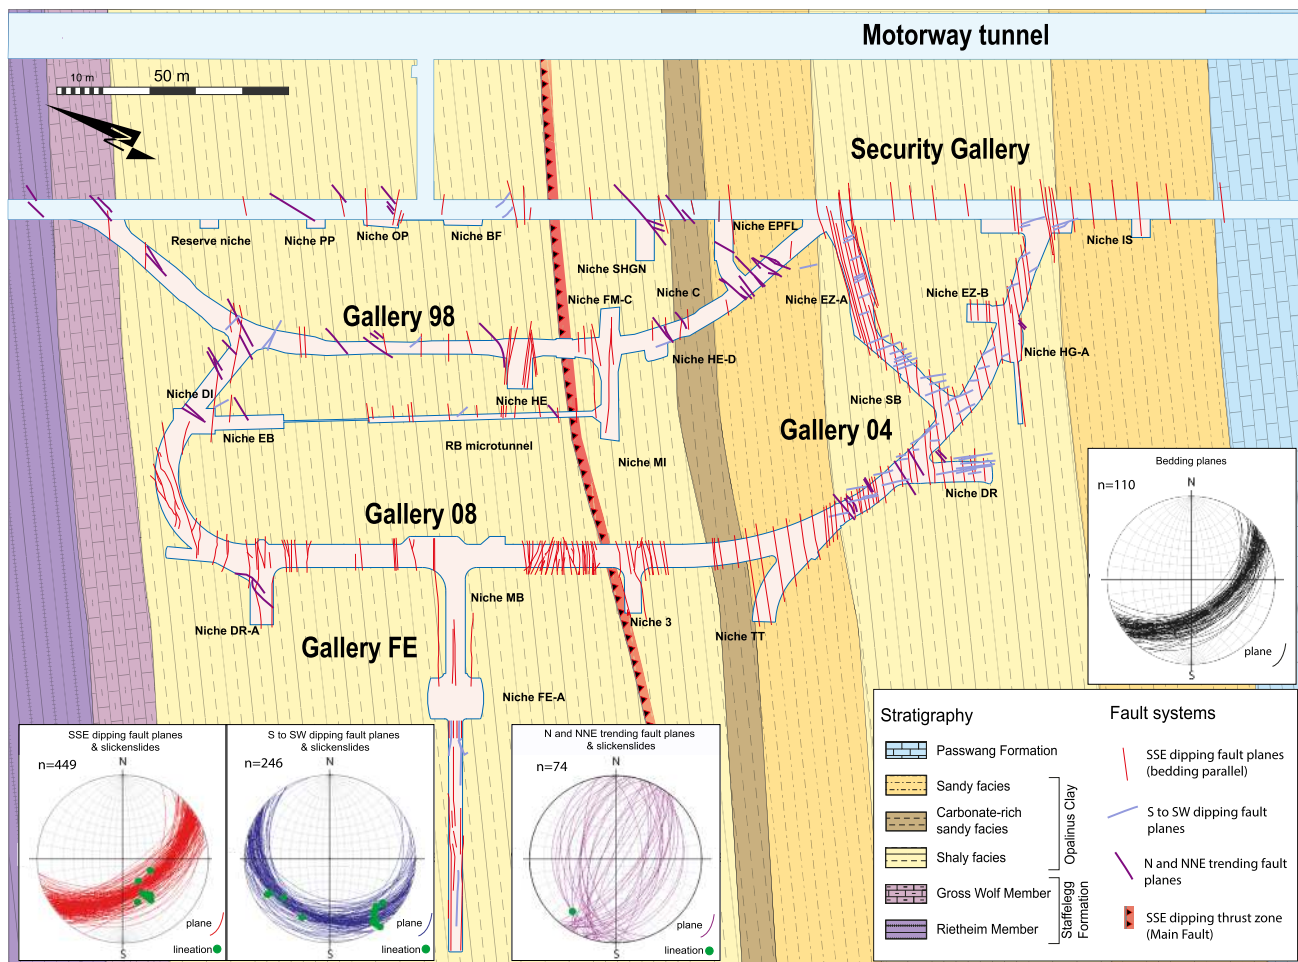 Motorway tunnel
10 m
50 m
Security Gallery
Reserve niche
Niche PP
Niche OP
Niche BF
Niche EPFL
Niche IS
Niche SHGN
Niche C
Niche FM-C
Niche EZ-A
Niche EZ-B
Gallery 98
Niche HE-D
Niche HG-A
Niche DI
Niche HE
Niche SB
Niche EB
RB microtunnel
Gallery 04
Niche MI
Niche DR
Gallery 08
Niche MB
Niche DR-A
Niche 3
Niche TT
Gallery FE
Niche FE-A
Bedding planes
n=110
N
plane
S
SSE dipping fault planes
& slickenslides
n=449
N
plane
lineation
S
S to SW dipping fault planes
& slickenslides
n=246
N
plane
lineation
S
N and NNE trending fault planes
& slickenslides
n=74
N
plane
lineation
S
Stratigraphy
Passwang Formation
Sandy facies
Carbonate-rich
sandy facies
Shaly facies
Opalinus Clay
Gross Wolf Member
Rietheim Member
Staffelegg
Formation
Fault systems
SSE dipping fault planes
(bedding parallel)
S to SW dipping fault
planes
N and NNE trending fault
planes
SSE dipping thrust zone
(Main Fault)